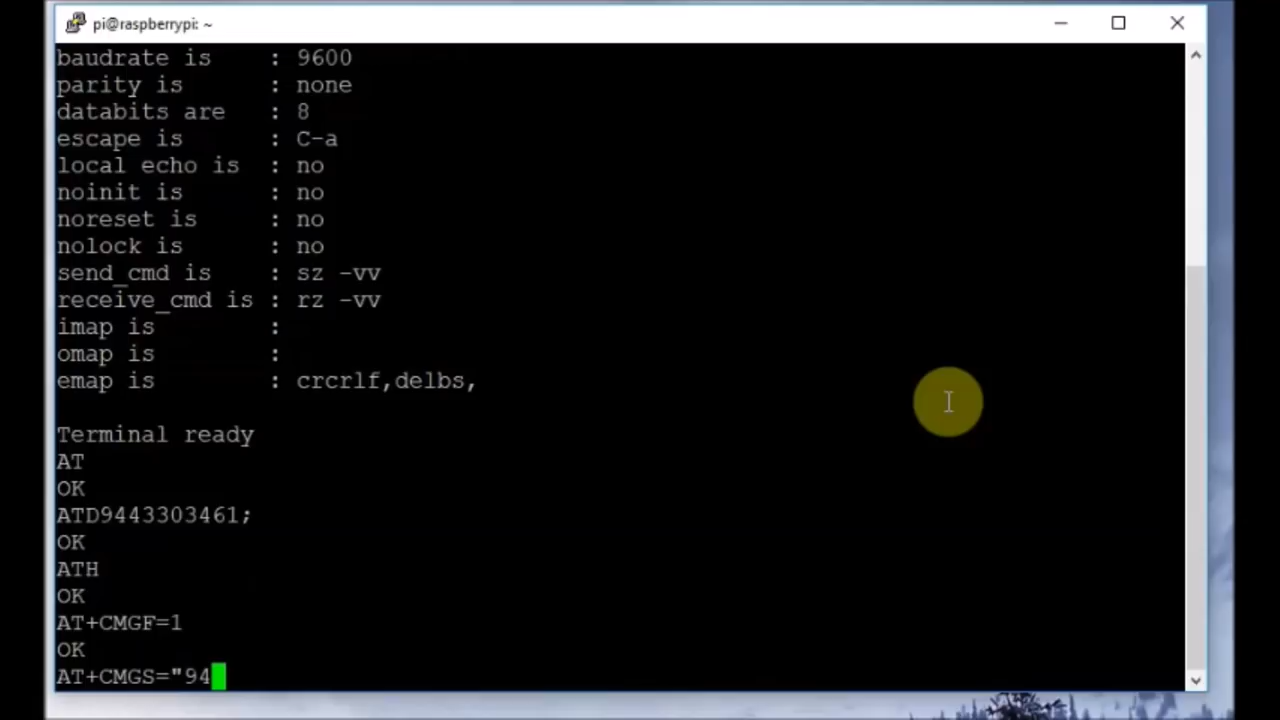 pi@raspberrypi: ~
baudrate is    : 9600
parity is      : none
databits are   : 8
escape is      : C-a
local echo is  : no
noinit is      : no
noreset is     : no
nolock is      : no
send_cmd is    : sz -vv
receive_cmd is : rz -vv
imap is        :
omap is        :
emap is        : crcrlf,delbs,
Terminal ready
AT
OK
ATD9443303461;
OK
ATH
OK
AT+CMGF=1
OK
AT+CMGS="94